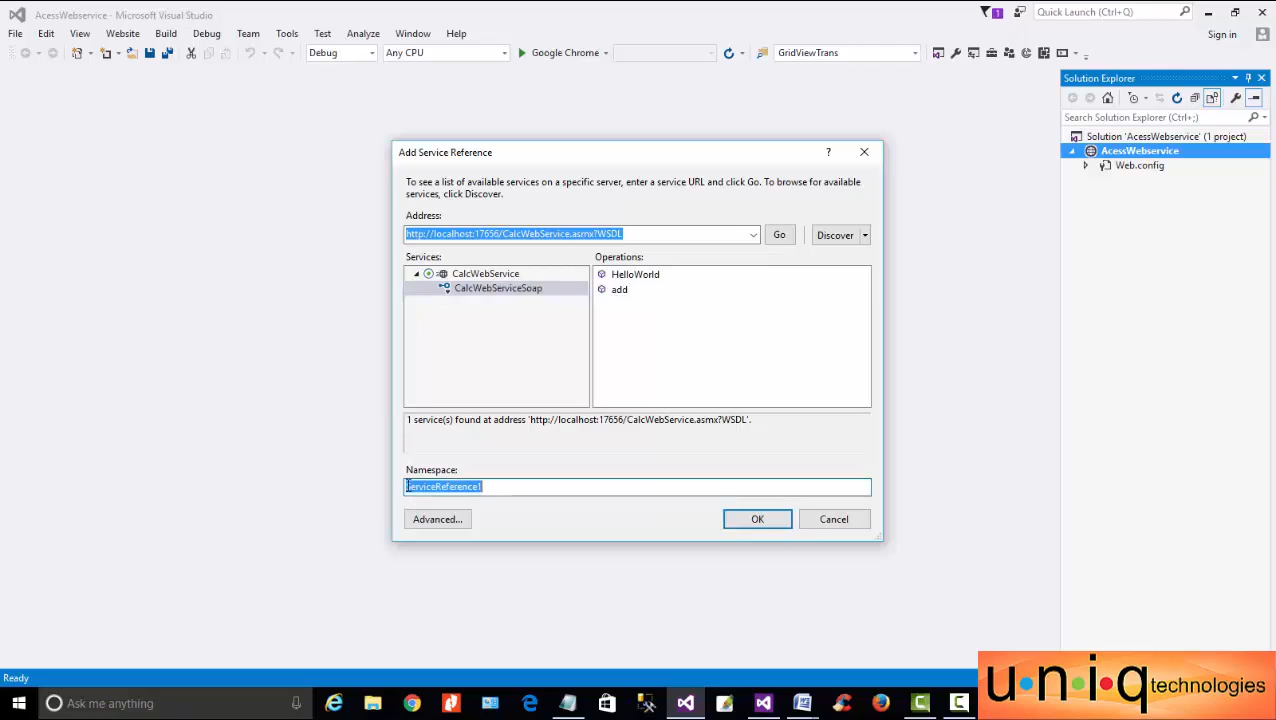 AcessWebservice - Microsoft Visual Studio
1
Quick Launch (Ctrl+Q)
File Edit View Website Build Debug Team Tools Test Analyze Window Help
Sign in
Debug Any CPU Google Chrome GridViewTrans
Solution Explorer
Search Solution Explorer (Ctrl+;)
Solution 'AcessWebservice' (1 project)
AcessWebservice
Web.config
Add Service Reference
?
To see a list of available services on a specific server, enter a service URL and click Go. To browse for available
services, click Discover.
Address:
http://localhost:17656/CalcWebService.asmx?WSDL
Go
Discover
Services:
Operations:
CalcWebService
CalcWebServiceSoap
HelloWorld
add
1 service(s) found at address 'http://localhost:17656/CalcWebService.asmx?WSDL'.
Namespace:
ServiceReference1
Advanced...
OK
Cancel
Ready
Ask me anything
u·n·i·q technologies